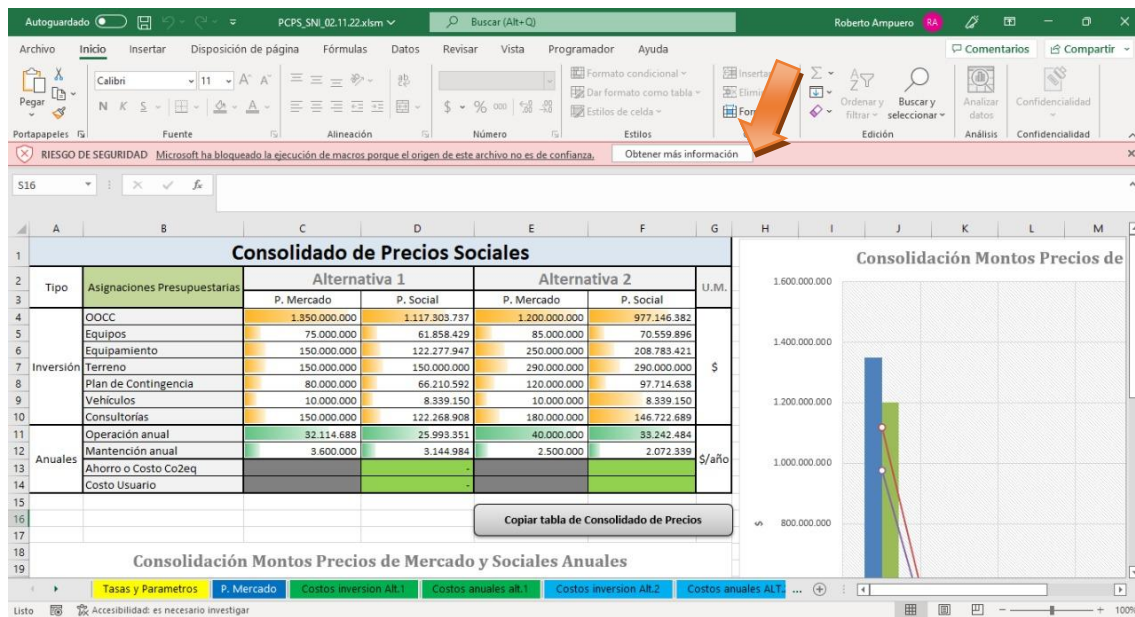 Autoguardado PCPS_SNI_02.11.22.xlsm Buscar (Alt+Q) Roberto Ampuero RA
Archivo Inicio Insertar Disposición de página Fórmulas Datos Revisar Vista Programador Ayuda Comentarios Compartir
Pegar Calibri 11 A^ A˅ ab Formato condicional Insertar Σ Ordenar y filtrar Buscar y seleccionar Analizar datos Confidencialidad
N K S A $ % 000 Dar formato como tabla Estilos de celda
Portapapeles Fuente Alineación Número Estilos Edición Análisis Confidencialidad
RIESGO DE SEGURIDAD Microsoft ha bloqueado la ejecución de macros porque el origen de este archivo no es de confianza. Obtener más información
S16 fx
A B C D E F G H I J K L M
1 Consolidado de Precios Sociales
2 Tipo Asignaciones Presupuestarias Alternativa 1 Alternativa 2 U.M.
3 P. Mercado P. Social P. Mercado P. Social
4 OOCC 1.350.000.000 1.117.303.737 1.200.000.000 977.146.382
5 Equipos 75.000.000 61.858.429 85.000.000 70.559.896
6 Equipamiento 150.000.000 122.277.947 250.000.000 208.783.421
7 Inversión Terreno 150.000.000 150.000.000 290.000.000 290.000.000 $
8 Plan de Contingencia 80.000.000 66.210.592 120.000.000 97.714.638
9 Vehículos 10.000.000 8.339.150 10.000.000 8.339.150
10 Consultorías 150.000.000 122.268.908 180.000.000 146.722.689
11 Operación anual 32.114.688 25.993.351 40.000.000 33.242.484
12 Anuales Mantención anual 3.600.000 3.144.984 2.500.000 2.072.339 $/año
13 Ahorro o Costo Co2eq -
14 Costo Usuario -
15
16 Copiar tabla de Consolidado de Precios
17
18
19 Consolidación Montos Precios de Mercado y Sociales Anuales
Consolidación Montos Precios de
1.600.000.000
1.400.000.000
1.200.000.000
1.000.000.000
$ 800.000.000
Tasas y Parametros P. Mercado Costos inversion Alt.1 Costos anuales alt.1 Costos inversion Alt.2 Costos anuales ALT. ...
Listo Accesibilidad: es necesario investigar 100%